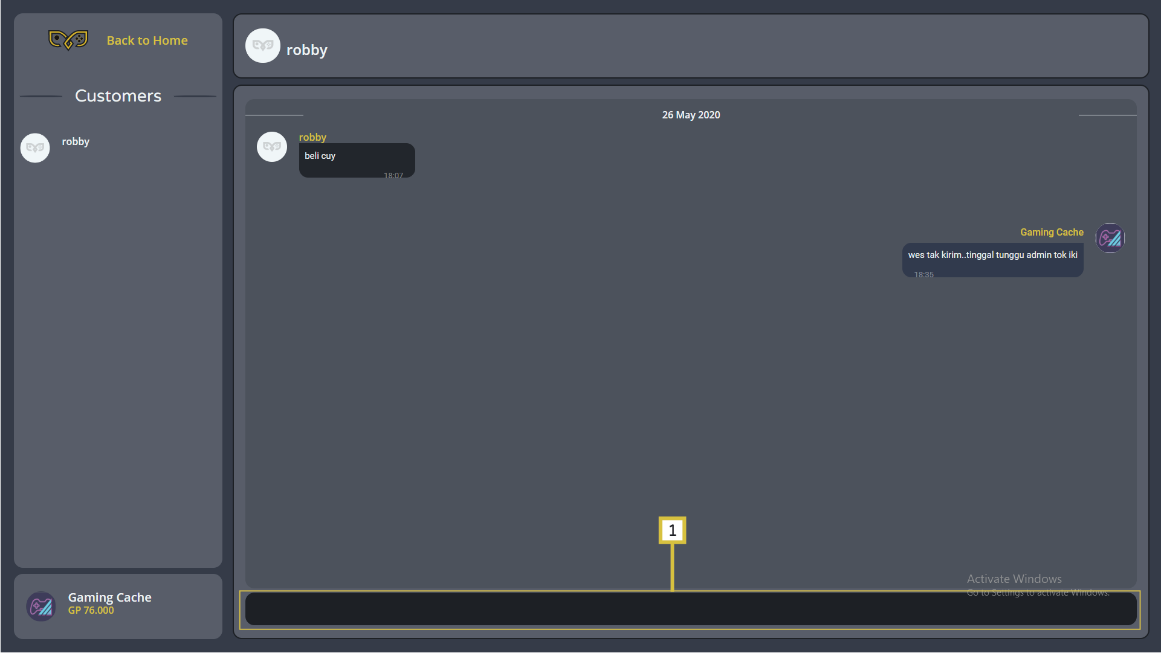 Back to Home
Customers
robby
Gaming Cache
GP 76.000
robby
26 May 2020
robby
beli cuy
18:07
Gaming Cache
wes tak kirim..tinggal tunggu admin tok iki
18:35
1
Activate Windows
Go to Settings to activate Windows.